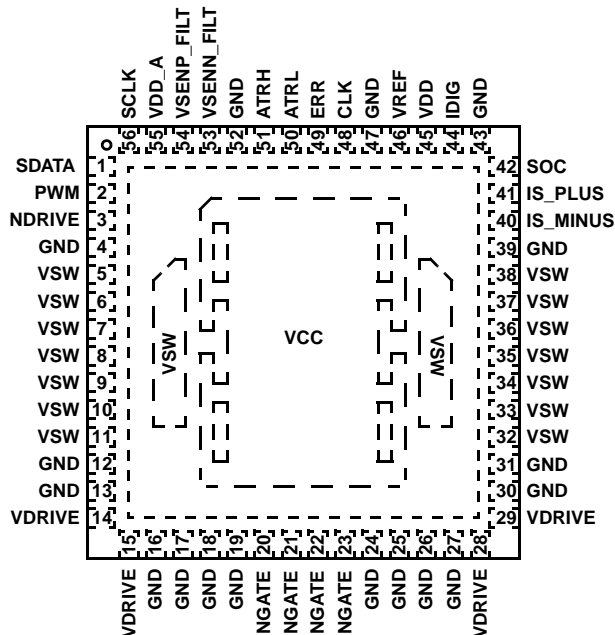 SCLK
VDD_A
VSENP_FILT
VSENN_FILT
GND
ATRH
ATRL
ERR
CLK
GND
VREF
VDD
IDIG
GND
56
55
54
53
52
51
50
49
48
47
46
45
44
43
SDATA 1
PWM 2
NDRIVE 3
GND 4
VSW 5
VSW 6
VSW 7
VSW 8
VSW 9
VSW 10
VSW 11
GND 12
GND 13
VDRIVE 14
VSW
VCC
VSW
42 SOC
41 IS_PLUS
40 IS_MINUS
39 GND
38 VSW
37 VSW
36 VSW
35 VSW
34 VSW
33 VSW
32 VSW
31 GND
30 GND
29 VDRIVE
15
16
17
18
19
20
21
22
23
24
25
26
27
28
VDRIVE
GND
GND
GND
GND
NGATE
NGATE
NGATE
NGATE
GND
GND
GND
GND
VDRIVE